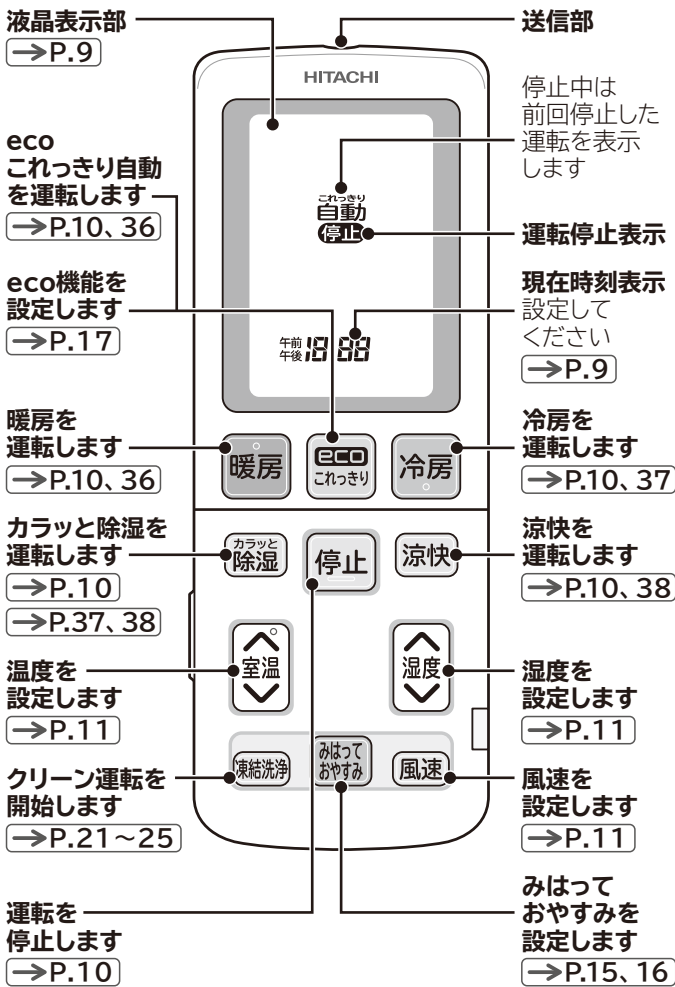 液晶表示部
→P.9
eco
これっきり自動
を運転します
→P.10、36
eco機能を
設定します
→P.17
暖房を
運転します
→P.10、36
カラッと除湿を
運転します
→P.10
→P.37、38
温度を
設定します
→P.11
クリーン運転を
開始します
→P.21～25
運転を
停止します
→P.10
HITACHI
これっきり
自動
停止
午前
午後 18 88
暖房
eco
これっきり
冷房
カラッと
除湿
停止
涼快
室温
湿度
凍結洗浄
みはって
おやすみ
風速
送信部
停止中は
前回停止した
運転を表示
します
運転停止表示
現在時刻表示
設定して
ください
→P.9
冷房を
運転します
→P.10、37
涼快を
運転します
→P.10、38
湿度を
設定します
→P.11
風速を
設定します
→P.11
みはって
おやすみを
設定します
→P.15、16